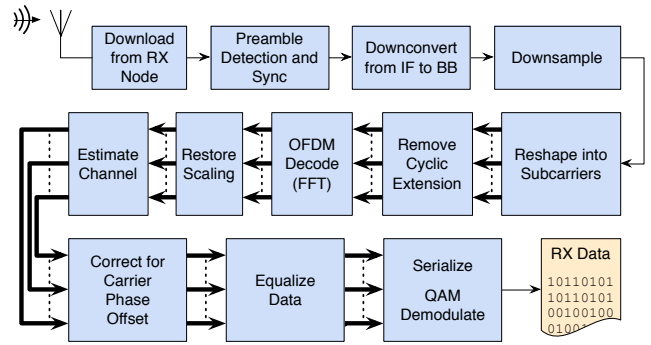 Download
from RX
Node
Preamble
Detection and
Sync
Downconvert
from IF to BB
Downsample
Estimate
Channel
Restore
Scaling
OFDM
Decode
(FFT)
Remove
Cyclic
Extension
Reshape into
Subcarriers
Correct for
Carrier
Phase
Offset
Equalize
Data
Serialize
QAM
Demodulate
RX Data
10110101
10110101
00100100
0100